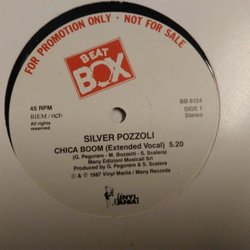 FOR PROMOTION ONLY · NOT FOR SALE
BEAT
BOX
45 RPM
BIEM / ncb
All rights
reserved
BB 6124
SIDE 1
Stereo
SILVER POZZOLI
CHICA BOOM (Extended Vocal) 5.20
(G. Pegoraro - M. Bozzetti - S. Scalera)
Many Edizioni Musicali Srl
Produced by G. Pegoraro & S. Scalera
© & ℗ 1987 Vinyl Mania / Many Records
VINYL
MANIA